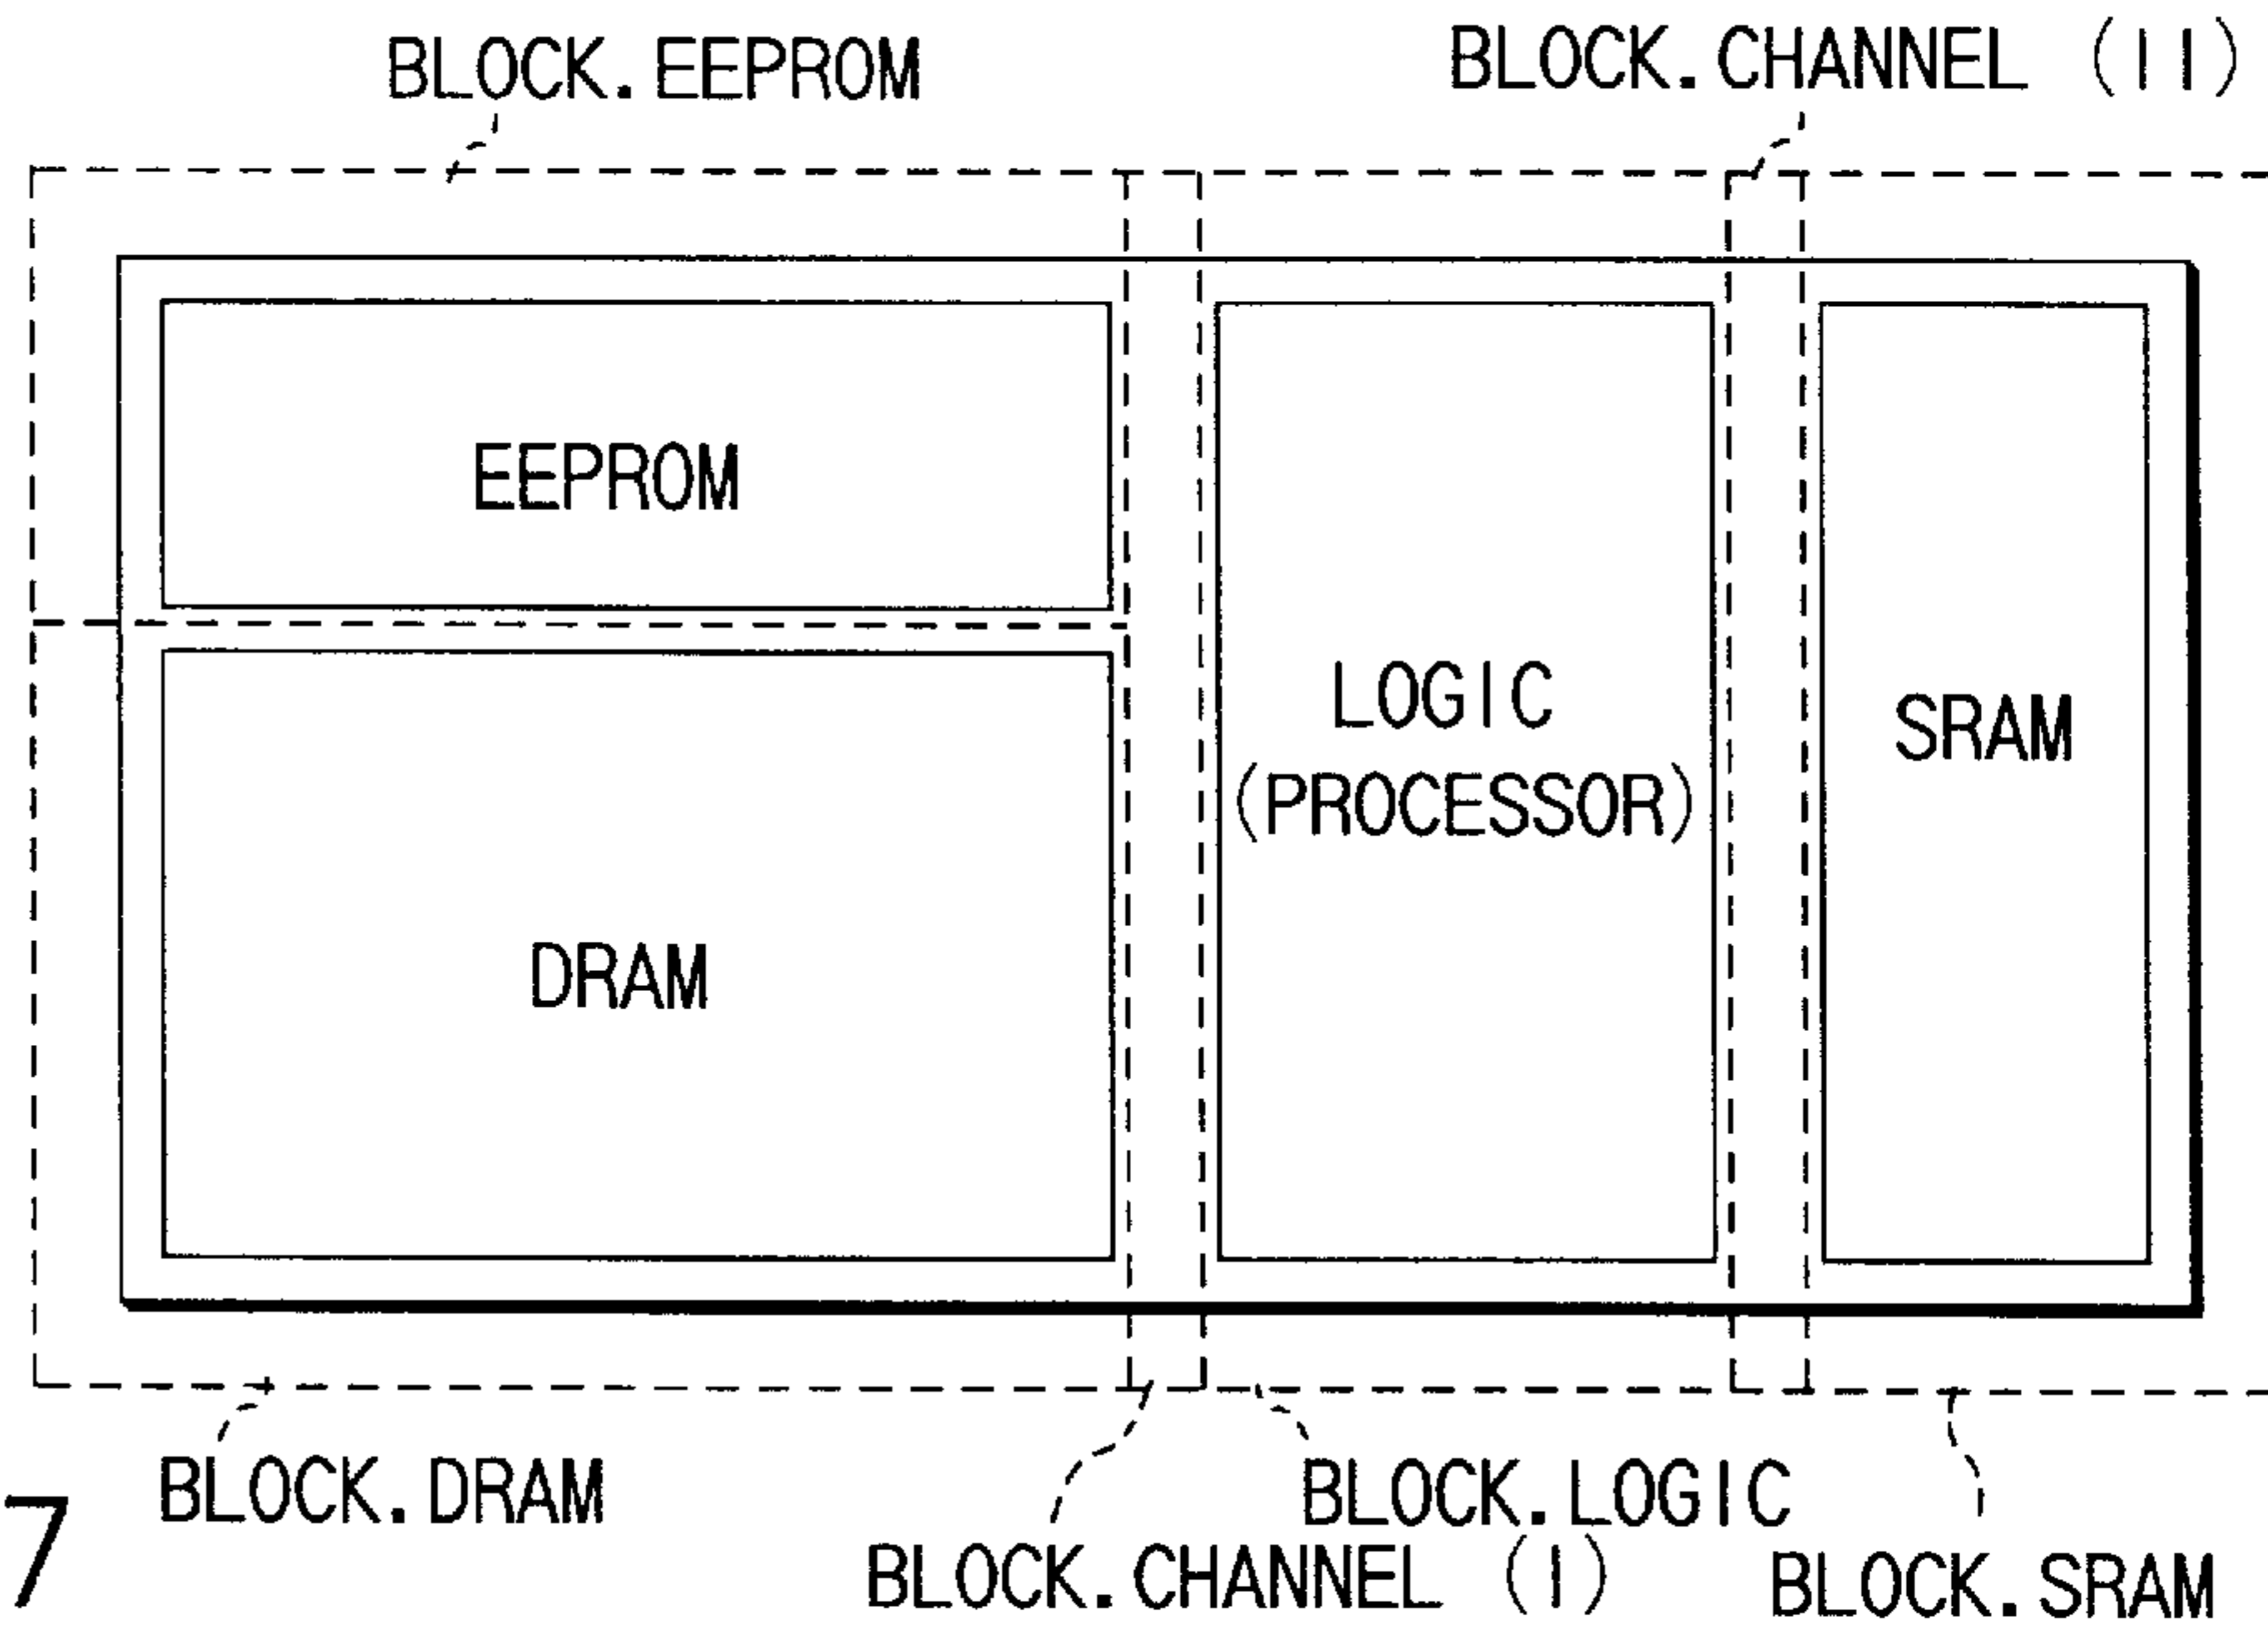 BLOCK.EEPROM
BLOCK.CHANNEL (II)
EEPROM
LOGIC
(PROCESSOR)
SRAM
DRAM
BLOCK.DRAM
BLOCK.LOGIC
7
BLOCK.CHANNEL (I)
BLOCK.SRAM